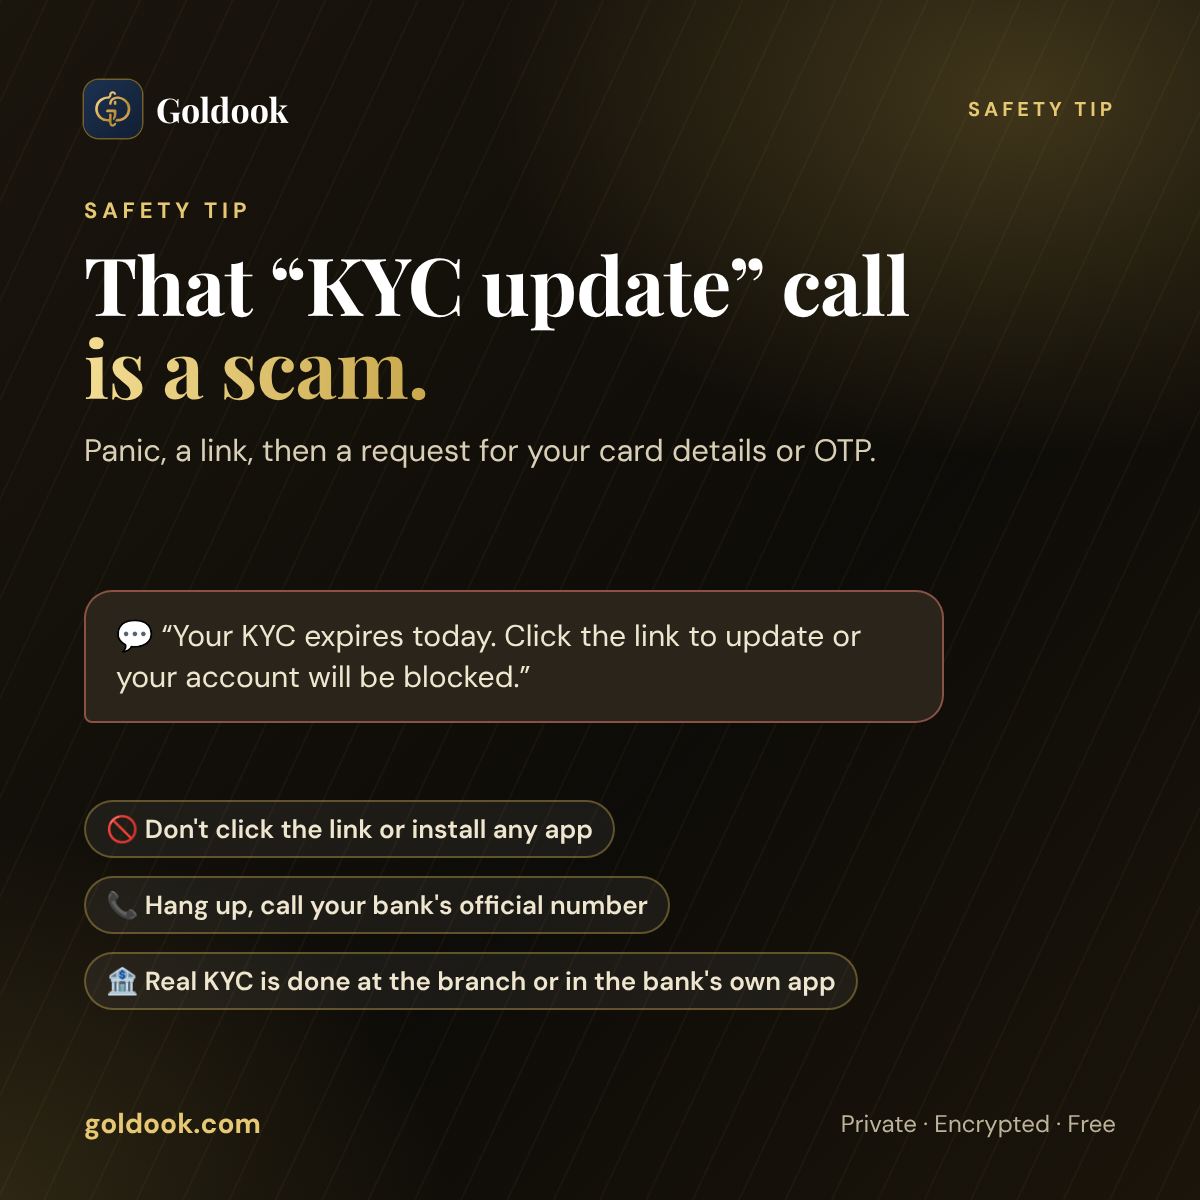 Goldook
SAFETY TIP
SAFETY TIP
That “KYC update” call
is a scam.
Panic, a link, then a request for your card details or OTP.
💬 “Your KYC expires today. Click the link to update or
your account will be blocked.”
🚫 Don't click the link or install any app
📞 Hang up, call your bank's official number
🏦 Real KYC is done at the branch or in the bank's own app
goldook.com
Private · Encrypted · Free